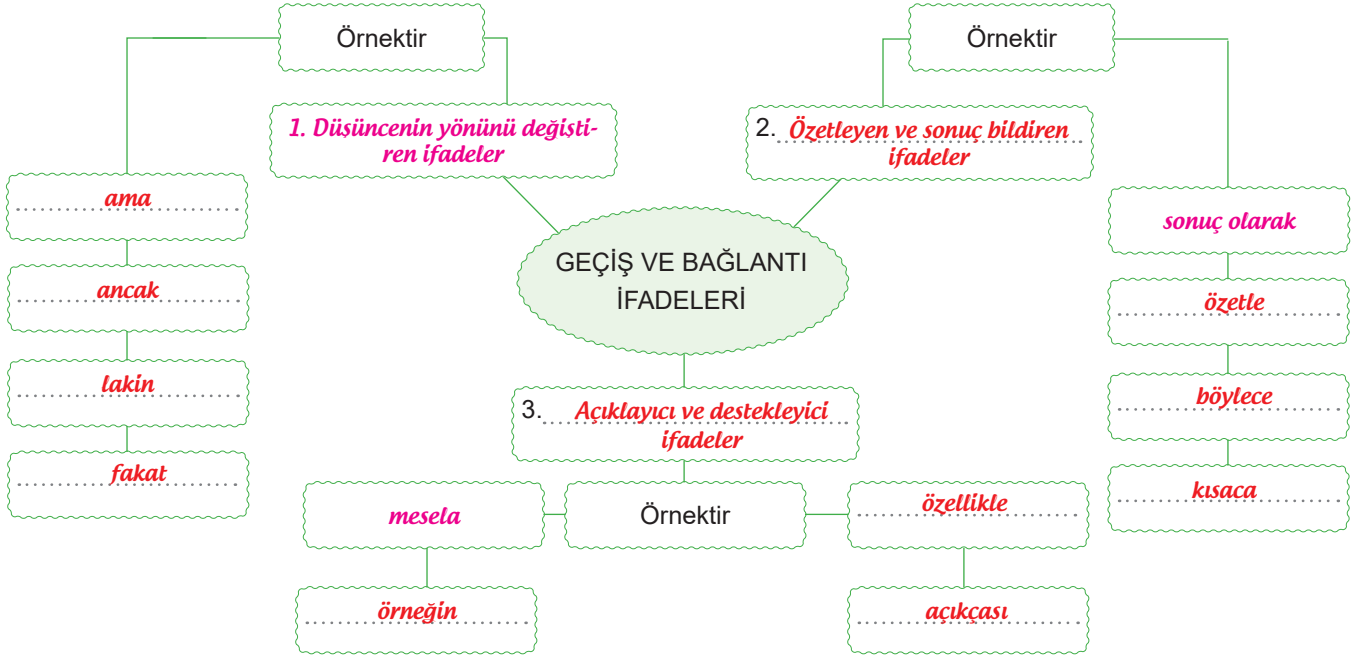 Örnektir
Örnektir
1. Düşüncenin yönünü değişti-
ren ifadeler
2. Özetleyen ve sonuç bildiren
ifadeler
ama
ancak
lakin
fakat
sonuç olarak
özetle
böylece
kısaca
GEÇİŞ VE BAĞLANTI
İFADELERİ
3. Açıklayıcı ve destekleyici
ifadeler
mesela
Örnektir
özellikle
örneğin
açıkçası